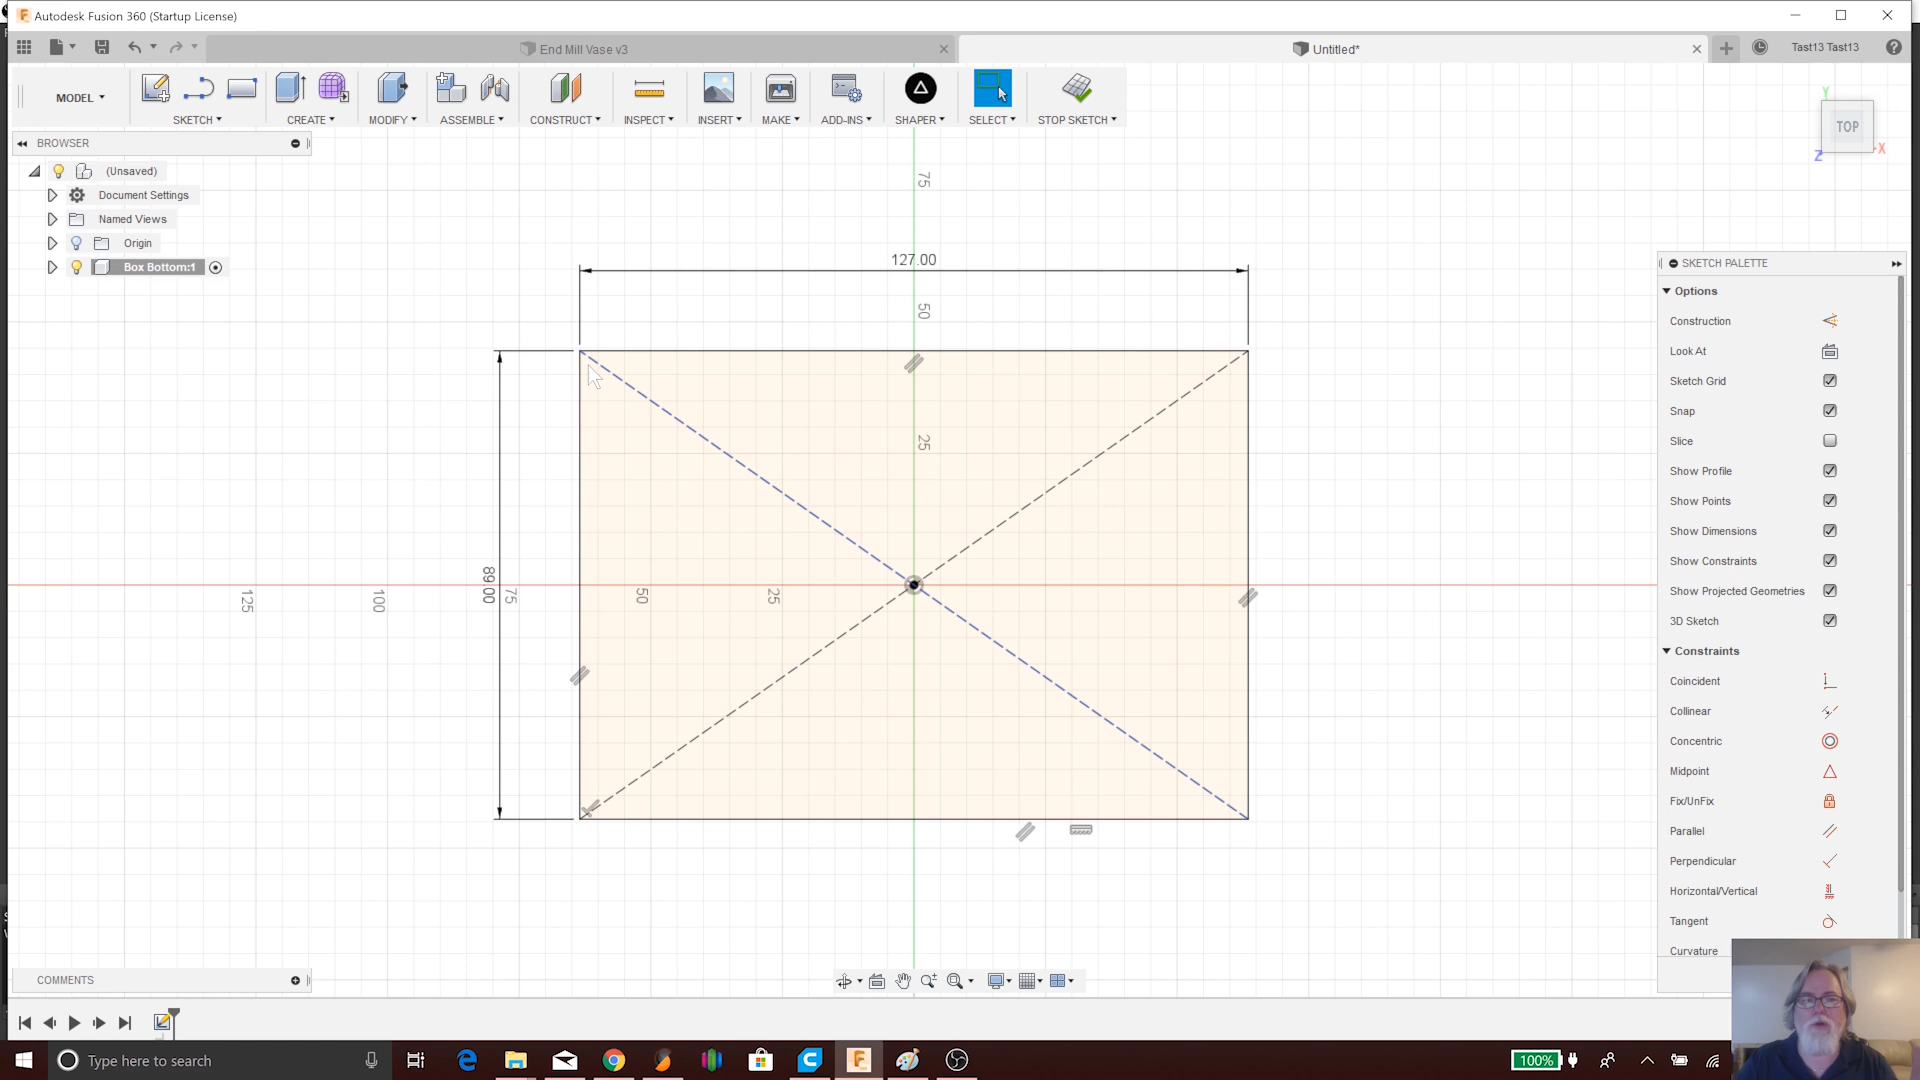 Autodesk Fusion 360 (Startup License)
End Mill Vase v3
Untitled*
Tast13 Tast13
MODEL
SKETCH
CREATE
MODIFY
ASSEMBLE
CONSTRUCT
INSPECT
INSERT
MAKE
ADD-INS
SHAPER
SELECT
STOP SKETCH
Y
TOP
X
Z
BROWSER
(Unsaved)
Document Settings
Named Views
Origin
Box Bottom:1
75
127.00
50
25
89.00
125
100
75
50
25
SKETCH PALETTE
Options
Construction
Look At
Sketch Grid
Snap
Slice
Show Profile
Show Points
Show Dimensions
Show Constraints
Show Projected Geometries
3D Sketch
Constraints
Coincident
Collinear
Concentric
Midpoint
Fix/UnFix
Parallel
Perpendicular
Horizontal/Vertical
Tangent
Curvature
COMMENTS
Type here to search
100%